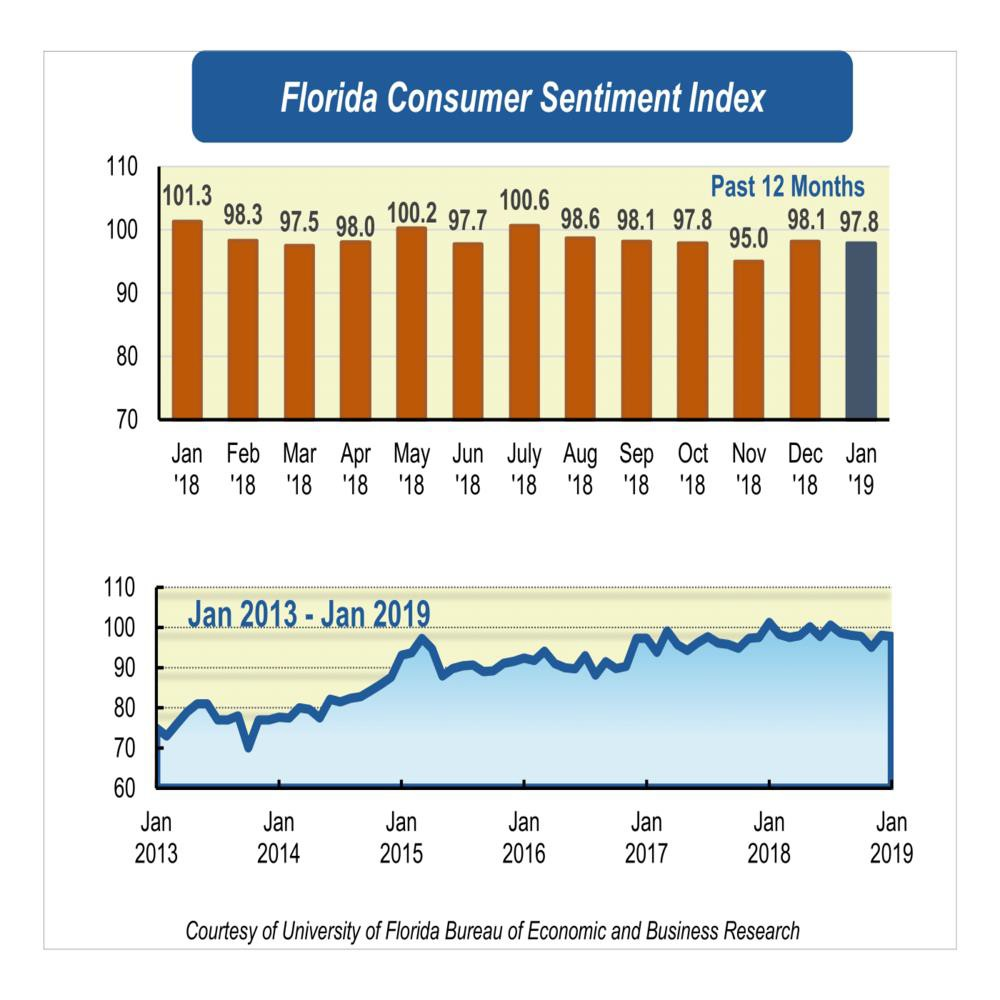 Florida Consumer Sentiment Index
110
100
90
80
70
Past 12 Months
101.3 98.3 97.5 98.0 100.2 97.7 100.6 98.6 98.1 97.8 95.0 98.1 97.8
Jan Feb Mar Apr May Jun July Aug Sep Oct Nov Dec Jan
'18 '18 '18 '18 '18 '18 '18 '18 '18 '18 '18 '18 '19
110
100
90
80
70
60
Jan 2013 - Jan 2019
Jan Jan Jan Jan Jan Jan Jan
2013 2014 2015 2016 2017 2018 2019
Courtesy of University of Florida Bureau of Economic and Business Research